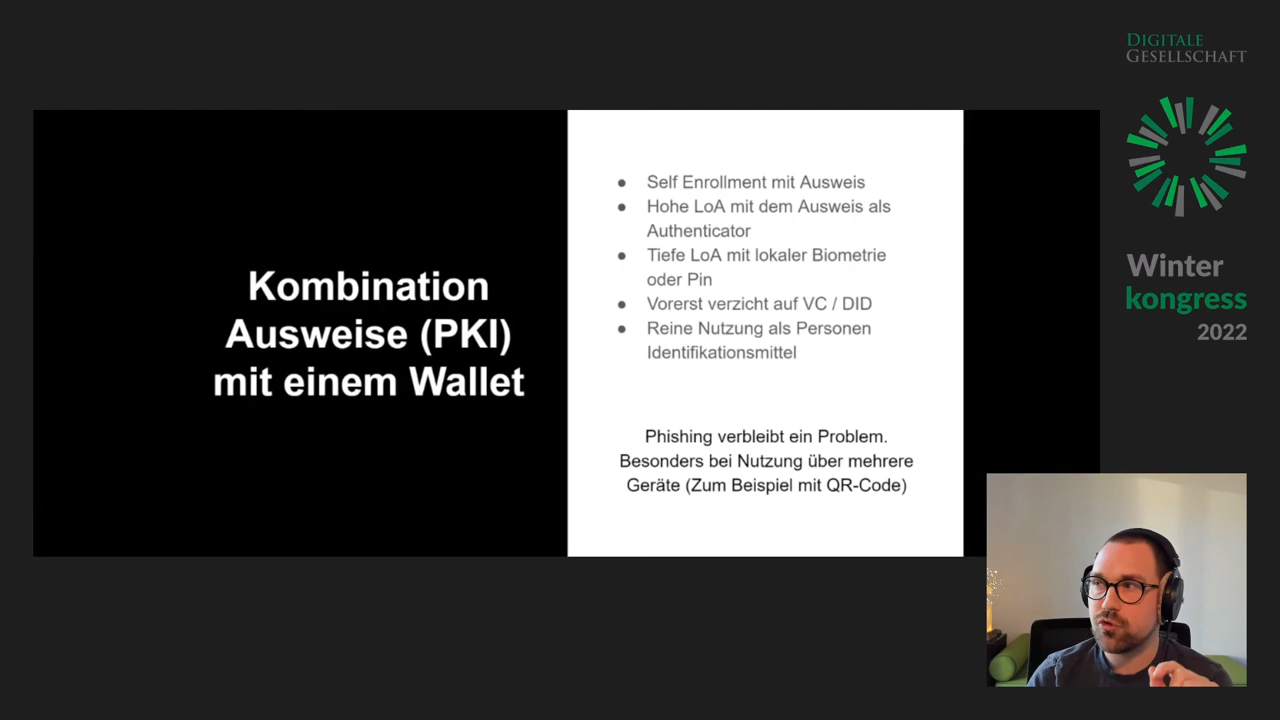 DIGITALE
GESELLSCHAFT
Winter
kongress
2022
Kombination
Ausweise (PKI)
mit einem Wallet
● Self Enrollment mit Ausweis
● Hohe LoA mit dem Ausweis als
Authenticator
● Tiefe LoA mit lokaler Biometrie
oder Pin
● Vorerst verzicht auf VC / DID
● Reine Nutzung als Personen
Identifikationsmittel
Phishing verbleibt ein Problem.
Besonders bei Nutzung über mehrere
Geräte (Zum Beispiel mit QR-Code)